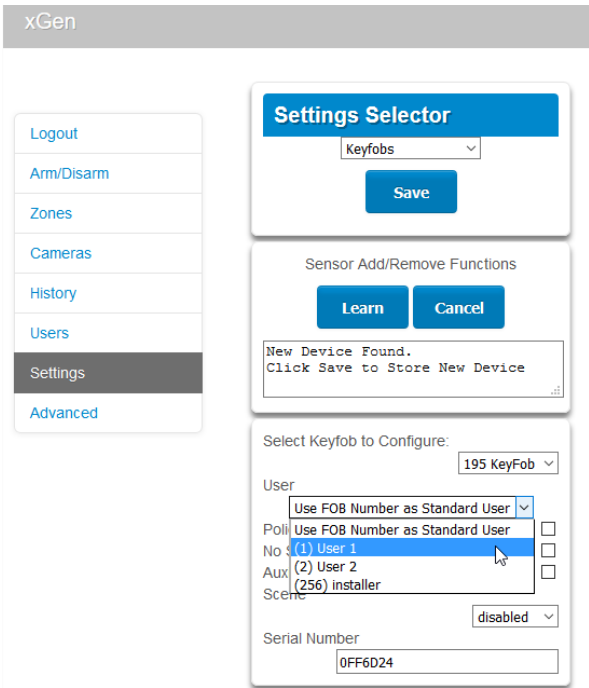 xGen
Logout
Arm/Disarm
Zones
Cameras
History
Users
Settings
Advanced
Settings Selector
Keyfobs
Save
Sensor Add/Remove Functions
Learn Cancel
New Device Found.
Click Save to Store New Device
Select Keyfob to Configure:
195 KeyFob
User
Use FOB Number as Standard User
Use FOB Number as Standard User
(1) User 1
(2) User 2
(256) installer
Scene
disabled
Serial Number
0FF6D24